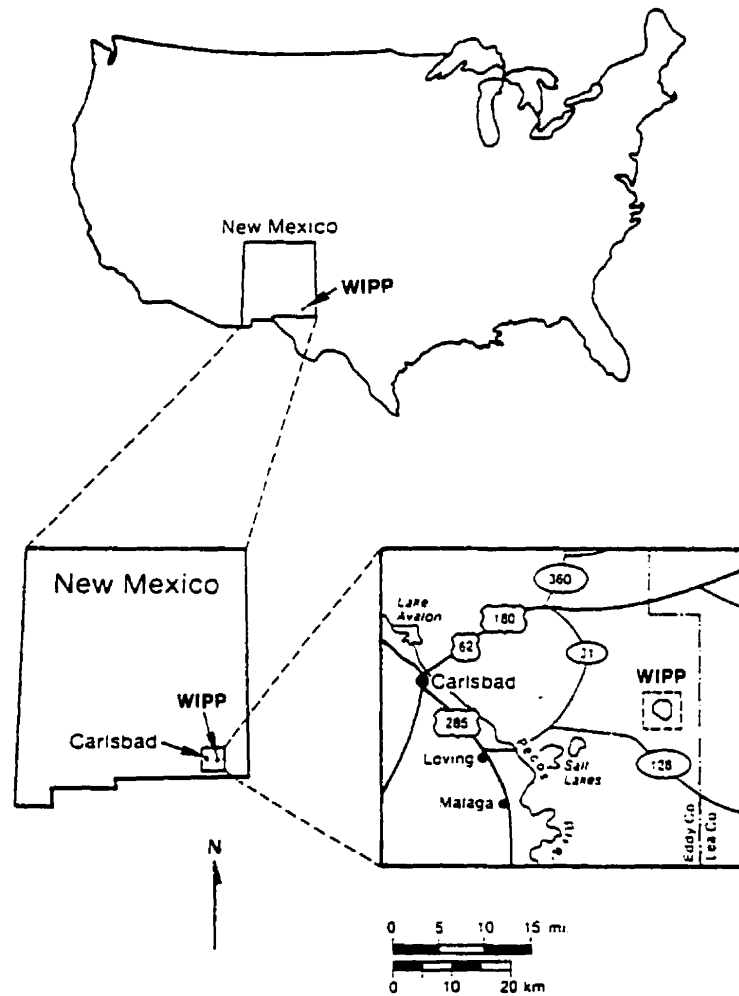 New Mexico
WIPP
New Mexico
WIPP
Carlsbad
N
360
Lake
Avalon
180
62
31
WIPP
Carlsbad
285
Pecos
Loving
Salt
Lakes
128
Malaga
River
Eddy Co
Lea Co
0 5 10 15 mi.
0 10 20 km